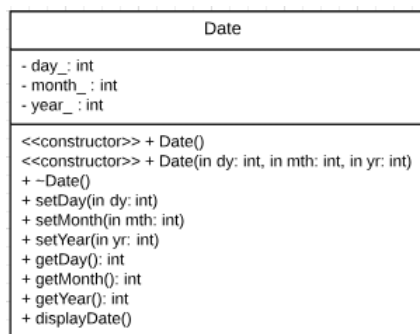 Date
- day_: int
- month_ : int
- year_ : int
<<constructor>> + Date()
<<constructor>> + Date(in dy: int, in mth: int, in yr: int)
+ ~Date()
+ setDay(in dy: int)
+ setMonth(in mth: int)
+ setYear(in yr: int)
+ getDay(): int
+ getMonth(): int
+ getYear(): int
+ displayDate()